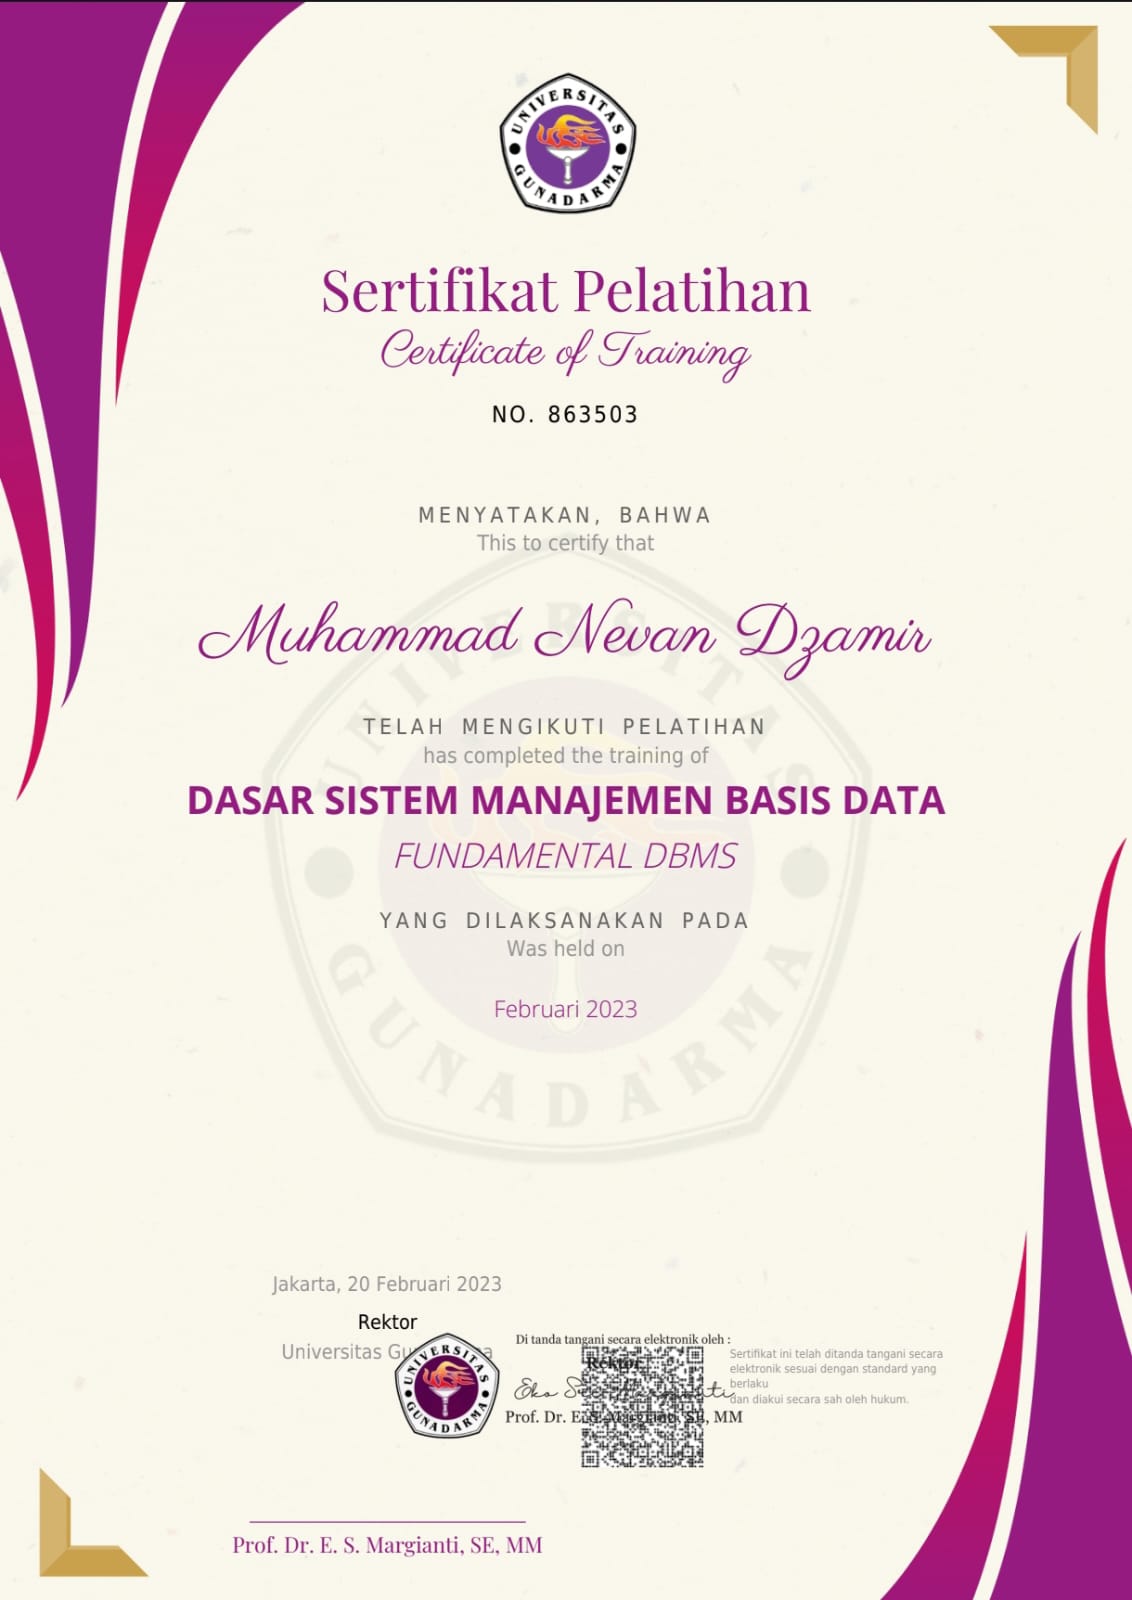 UNIVERSITAS
GUNADARMA
Sertifikat Pelatihan
Certificate of Training
NO. 863503
MENYATAKAN, BAHWA
This to certify that
Muhammad Nevan Dzamir
TELAH MENGIKUTI PELATIHAN
has completed the training of
DASAR SISTEM MANAJEMEN BASIS DATA
FUNDAMENTAL DBMS
YANG DILAKSANAKAN PADA
Was held on
Februari 2023
UNIVERSITAS
GUNADARMA
Jakarta, 20 Februari 2023
Rektor
Universitas
UNIVERSITAS
GUNADARMA
Di tanda tangani secara elektronik oleh :
Rektor
Eko
Prof. Dr. E. S. Margianti, SE, MM
Sertifikat ini telah ditanda tangani secara
elektronik sesuai dengan standard yang
berlaku
dan diakui secara sah oleh hukum.
Prof. Dr. E. S. Margianti, SE, MM